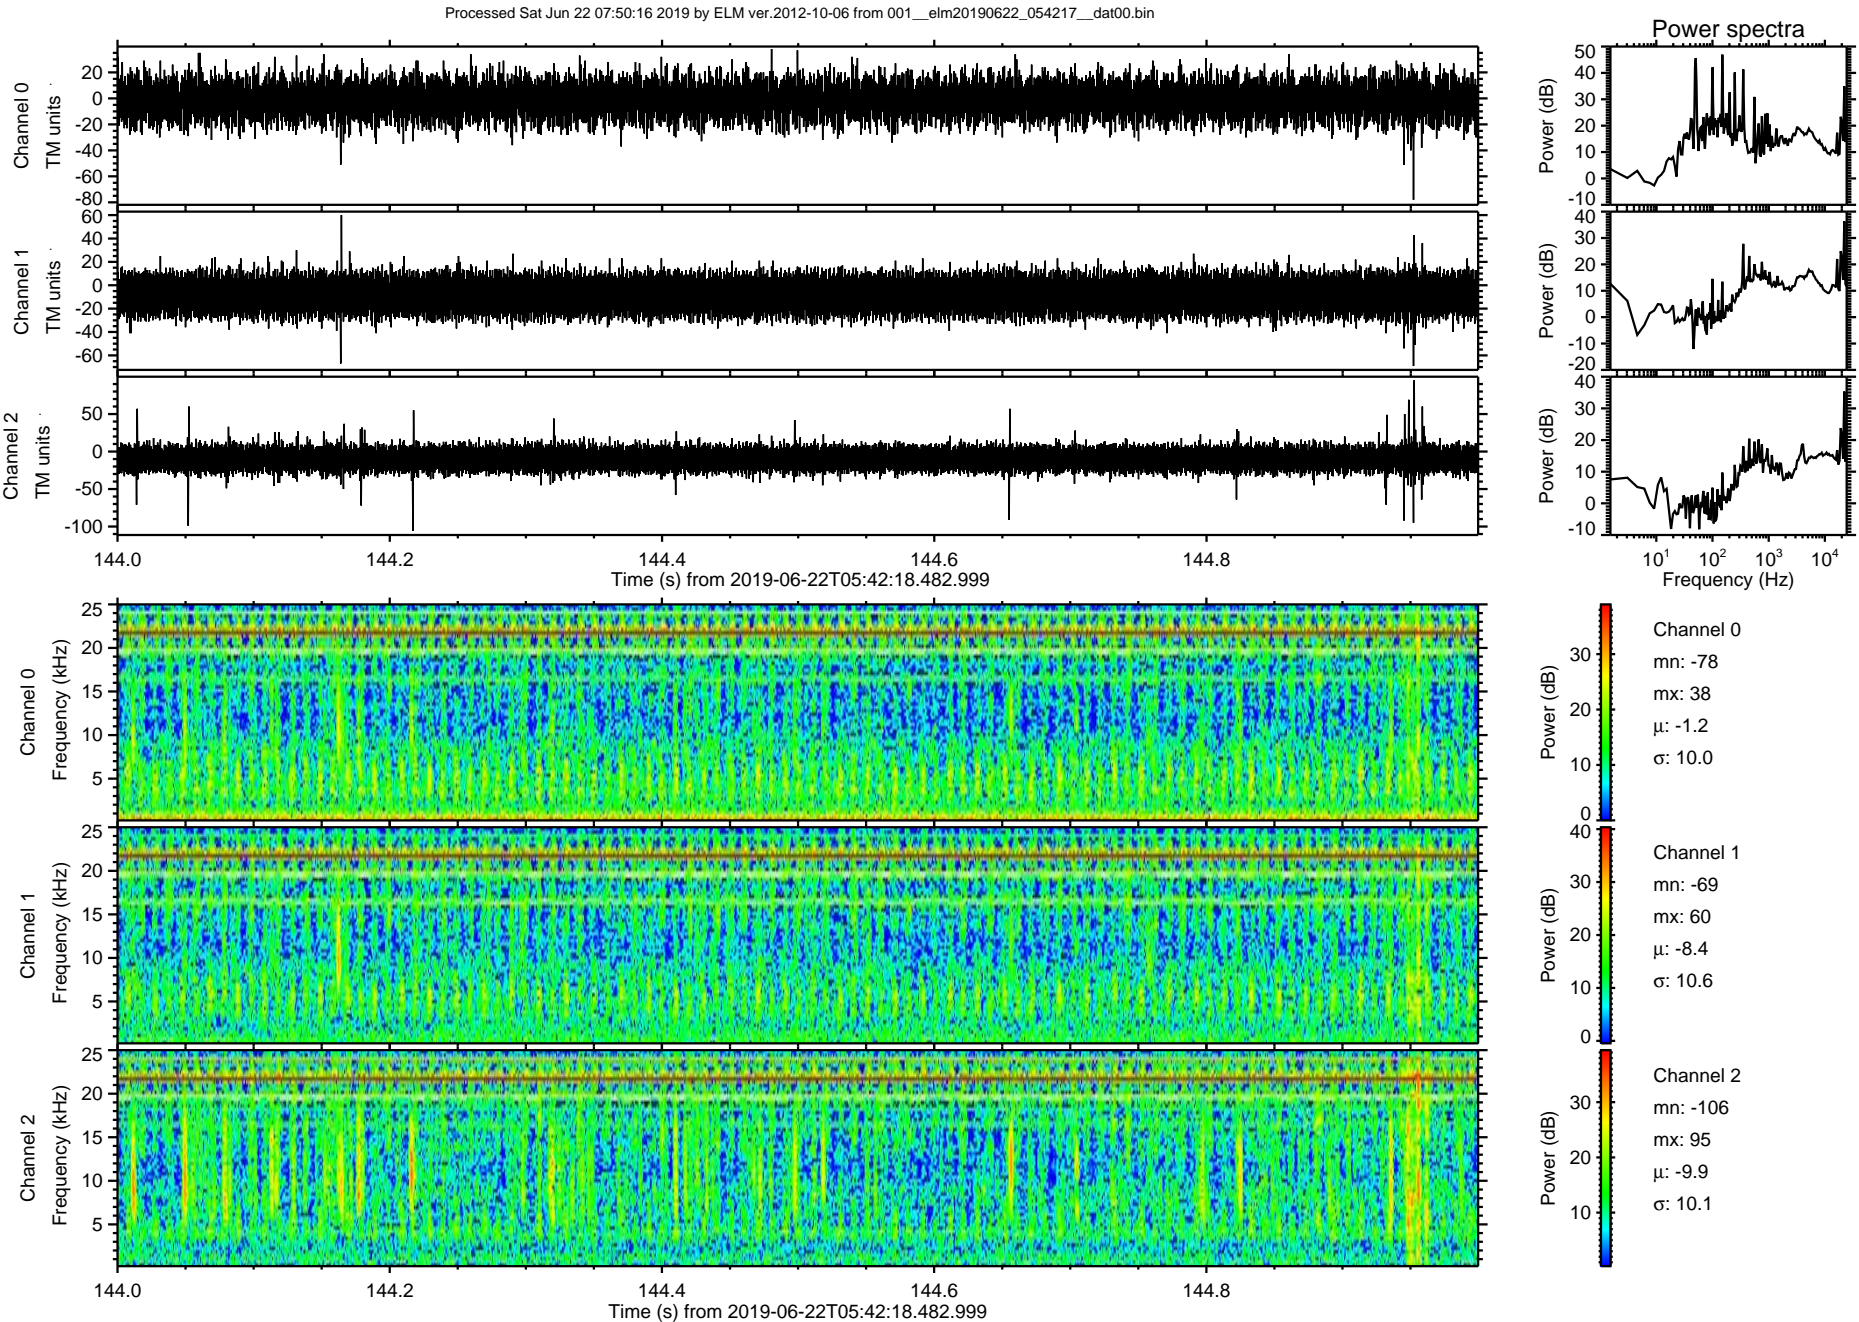 Processed Sat Jun 22 07:50:16 2019 by ELM ver.2012-10-06 from 001__elm20190622_054217__dat00.bin
Power spectra
Channel 0
TM units
20
0
-20
-40
-60
-80
Power (dB)
50
40
30
20
10
0
-10
Channel 1
TM units
60
40
20
0
-20
-40
-60
Power (dB)
40
30
20
10
0
-10
-20
Channel 2
TM units
50
0
-50
-100
Power (dB)
40
30
20
10
0
-10
144.0 144.2 144.4 144.6 144.8
Time (s) from 2019-06-22T05:42:18.482.999
10^1 10^2 10^3 10^4
Frequency (Hz)
Channel 0
Frequency (kHz)
25
20
15
10
5
Power (dB)
30
20
10
0
Channel 0
mn: -78
mx: 38
μ: -1.2
σ: 10.0
Channel 1
Frequency (kHz)
25
20
15
10
5
Power (dB)
40
30
20
10
0
Channel 1
mn: -69
mx: 60
μ: -8.4
σ: 10.6
Channel 2
Frequency (kHz)
25
20
15
10
5
Power (dB)
30
20
10
Channel 2
mn: -106
mx: 95
μ: -9.9
σ: 10.1
144.0 144.2 144.4 144.6 144.8
Time (s) from 2019-06-22T05:42:18.482.999